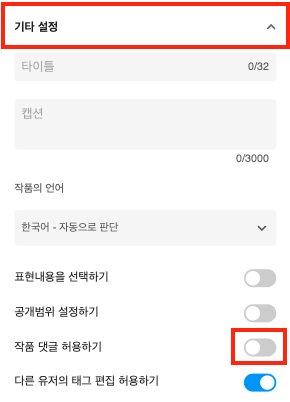 기타 설정
타이틀 0/32
캡션
0/3000
작품의 언어
한국어 - 자동으로 판단
표현내용을 선택하기
공개범위 설정하기
작품 댓글 허용하기
다른 유저의 태그 편집 허용하기